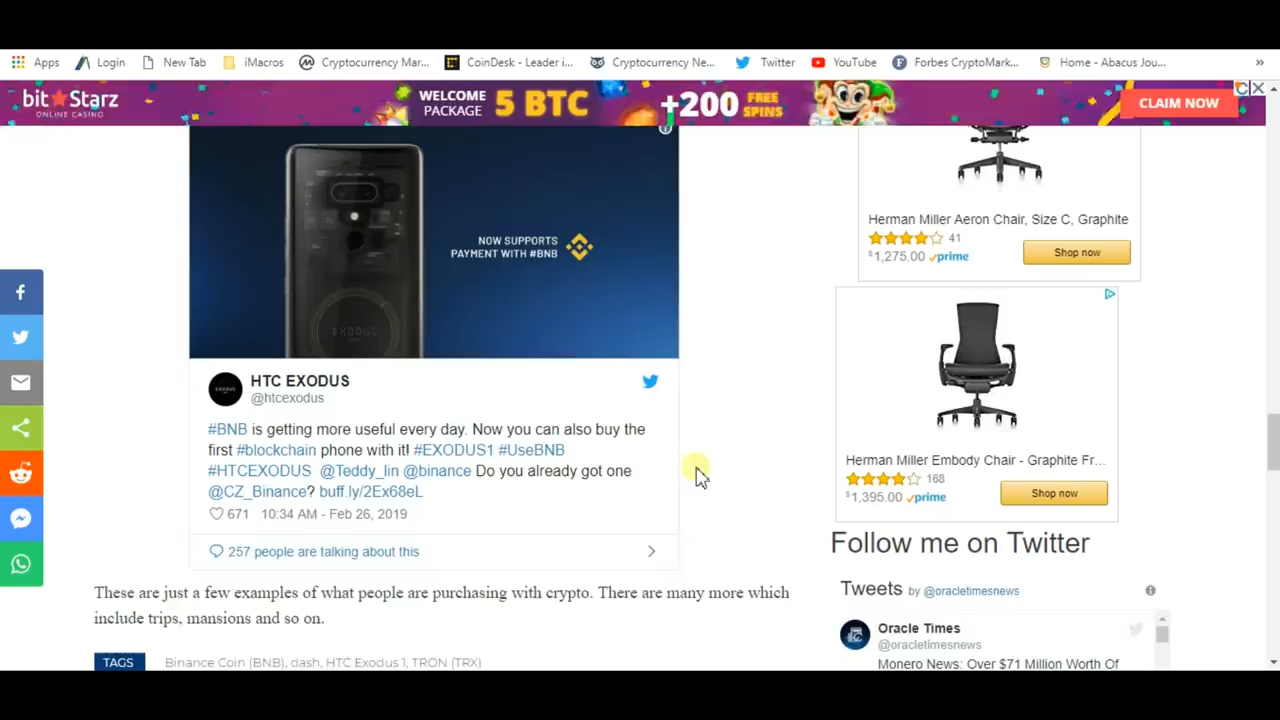 Apps
Login
New Tab
iMacros
Cryptocurrency Mar...
CoinDesk - Leader i...
Cryptocurrency Ne...
Twitter
YouTube
Forbes CryptoMark...
Home - Abacus Jou...
»
bitStarz
ONLINE CASINO
WELCOME
PACKAGE
5 BTC
+200
FREE
SPINS
CLAIM NOW
NOW SUPPORTS
PAYMENT WITH #BNB
EXODUS
HTC EXODUS
@htcexodus
#BNB is getting more useful every day. Now you can also buy the
first #blockchain phone with it! #EXODUS1 #UseBNB
#HTCEXODUS @Teddy_lin @binance Do you already got one
@CZ_Binance? buff.ly/2Ex68eL
671 10:34 AM - Feb 26, 2019
257 people are talking about this
These are just a few examples of what people are purchasing with crypto. There are many more which
include trips, mansions and so on.
TAGS
Binance Coin (BNB), dash, HTC Exodus 1, TRON (TRX)
Herman Miller Aeron Chair, Size C, Graphite
41
$1,275.00 prime
Shop now
Herman Miller Embody Chair - Graphite Fr...
168
$1,395.00 prime
Shop now
Follow me on Twitter
Tweets by @oracletimesnews
Oracle Times
@oracletimesnews
Monero News: Over $71 Million Worth Of